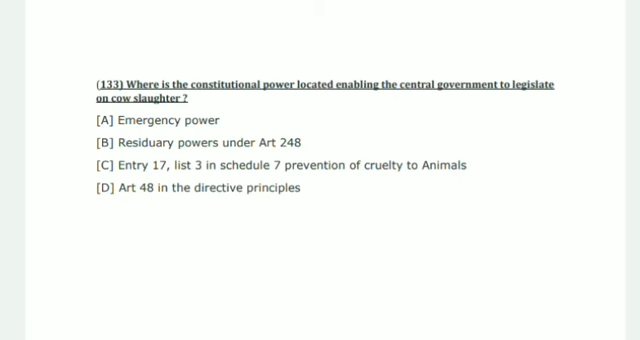 (133) Where is the constitutional power located enabling the central government to legislate
on cow slaughter ?
[A] Emergency power
[B] Residuary powers under Art 248
[C] Entry 17, list 3 in schedule 7 prevention of cruelty to Animals
[D] Art 48 in the directive principles